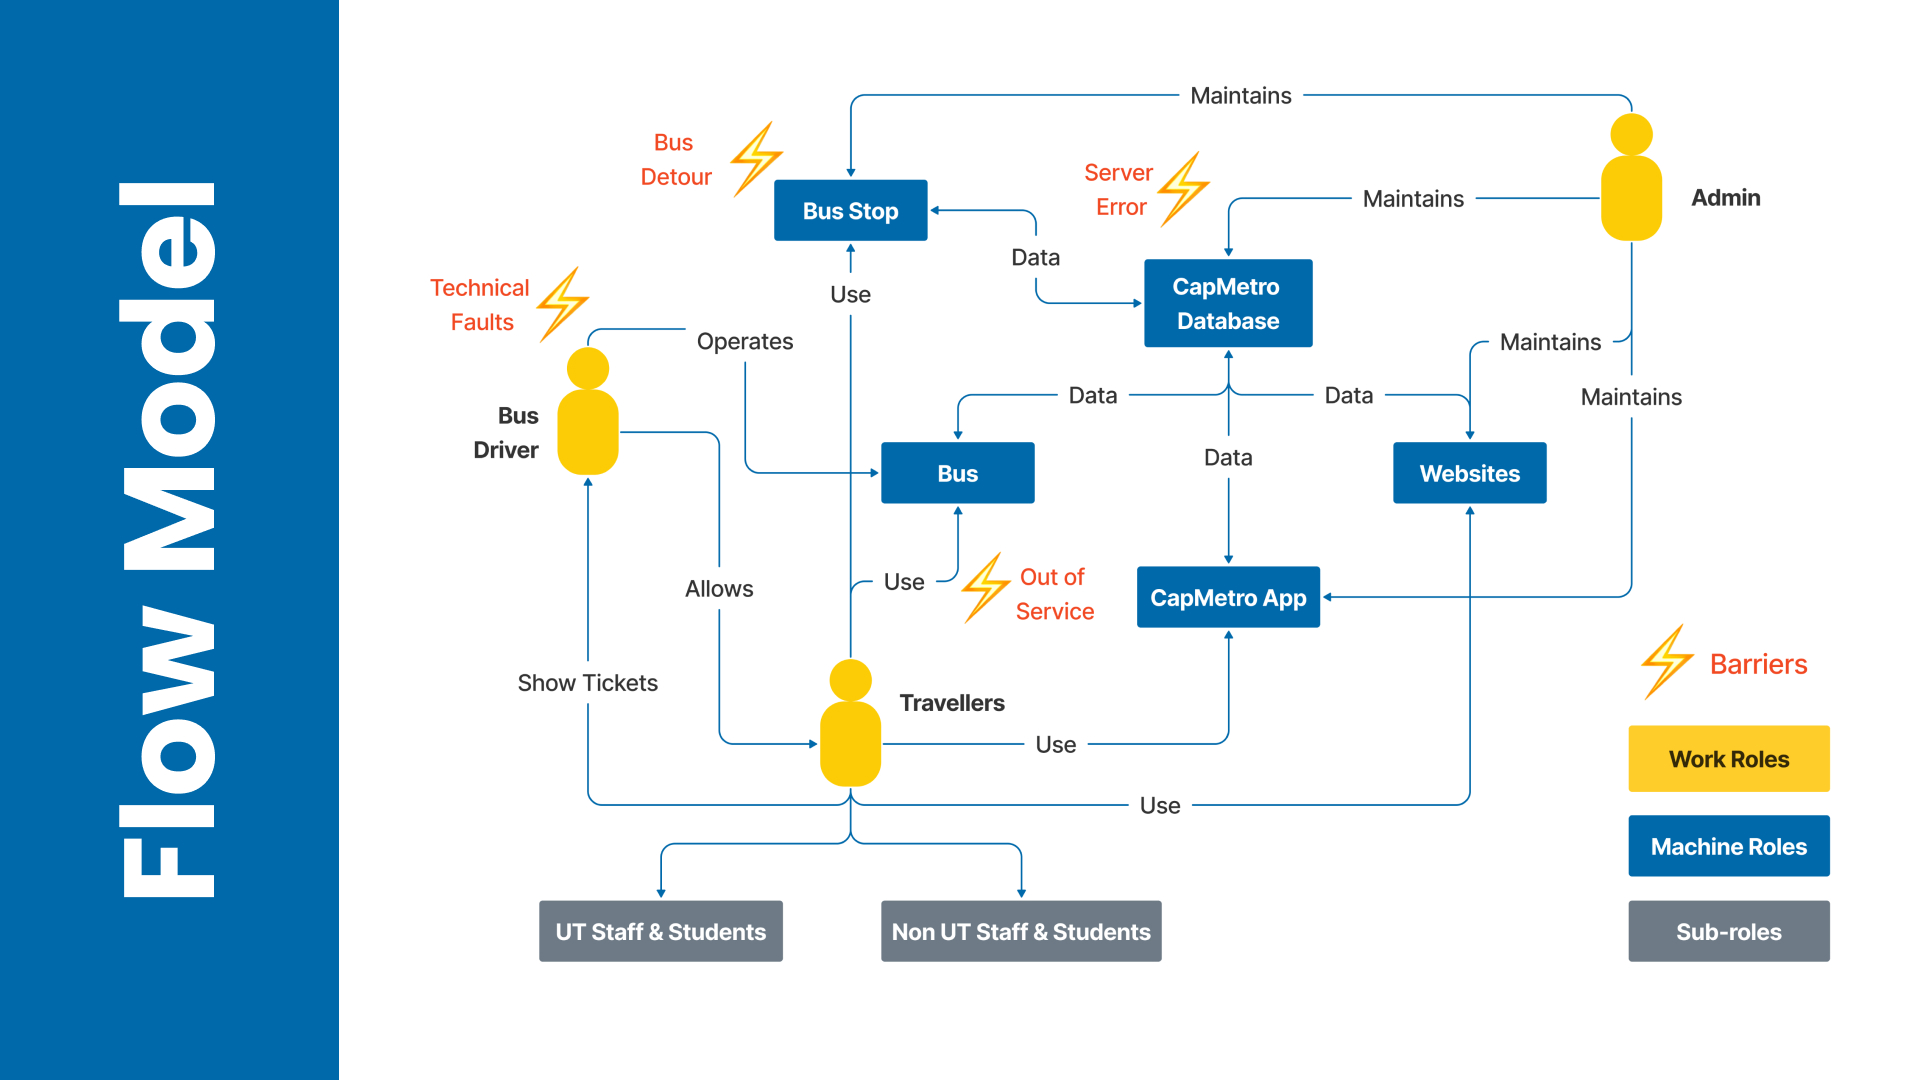 Flow Model
Maintains
Bus
Detour
Server
Error
Bus Stop
Maintains
Admin
Data
CapMetro
Database
Technical
Faults
Use
Operates
Maintains
Data
Data
Maintains
Bus
Driver
Data
Bus
Websites
Allows
Use
Out of
Service
CapMetro App
Show Tickets
Travellers
Use
Barriers
Use
Work Roles
Machine Roles
UT Staff & Students
Non UT Staff & Students
Sub-roles